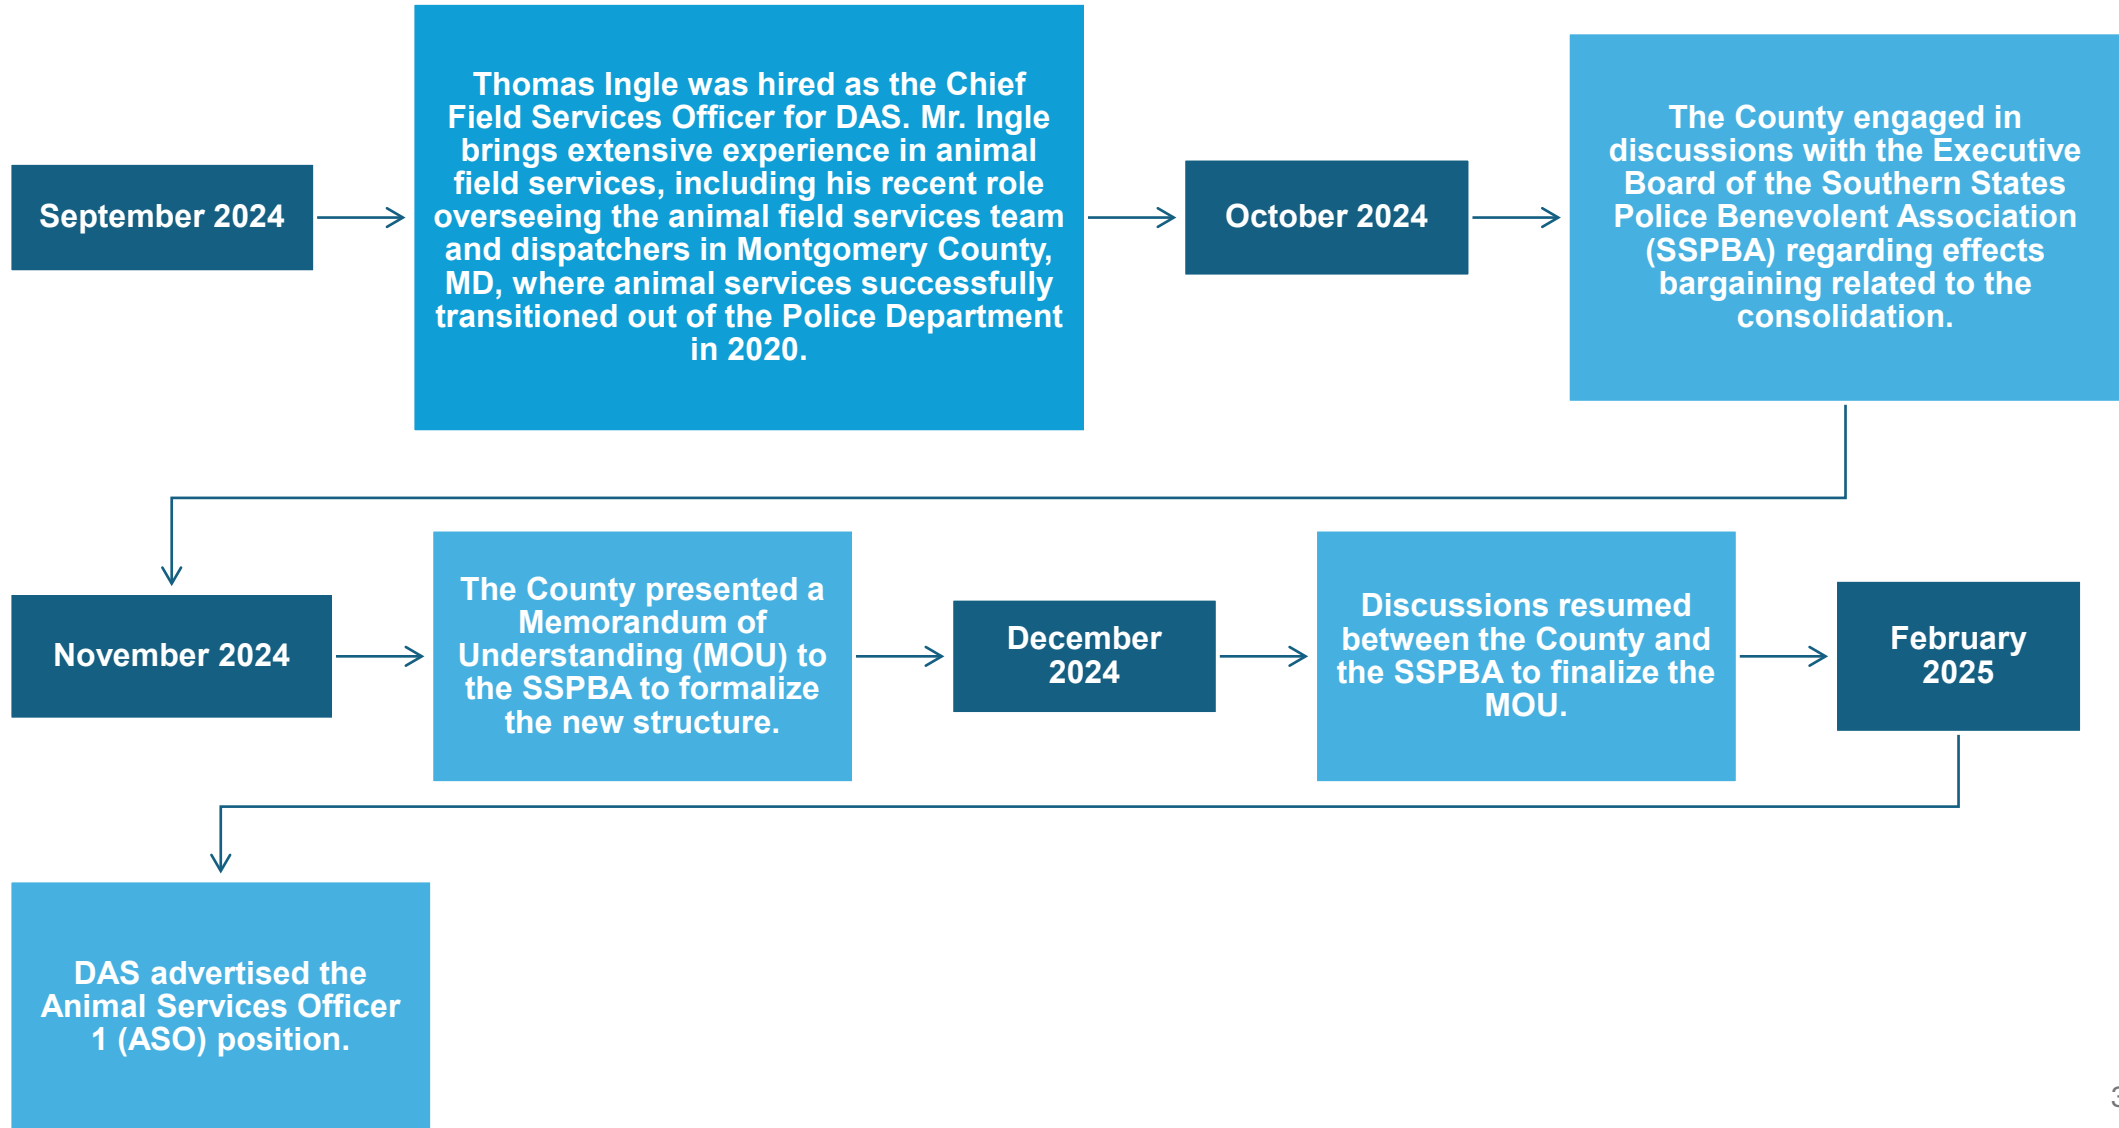 September 2024
Thomas Ingle was hired as the Chief
Field Services Officer for DAS. Mr. Ingle
brings extensive experience in animal
field services, including his recent role
overseeing the animal field services team
and dispatchers in Montgomery County,
MD, where animal services successfully
transitioned out of the Police Department
in 2020.
October 2024
The County engaged in
discussions with the Executive
Board of the Southern States
Police Benevolent Association
(SSPBA) regarding effects
bargaining related to the
consolidation.
November 2024
The County presented a
Memorandum of
Understanding (MOU) to
the SSPBA to formalize
the new structure.
December
2024
Discussions resumed
between the County and
the SSPBA to finalize the
MOU.
February
2025
DAS advertised the
Animal Services Officer
1 (ASO) position.
3